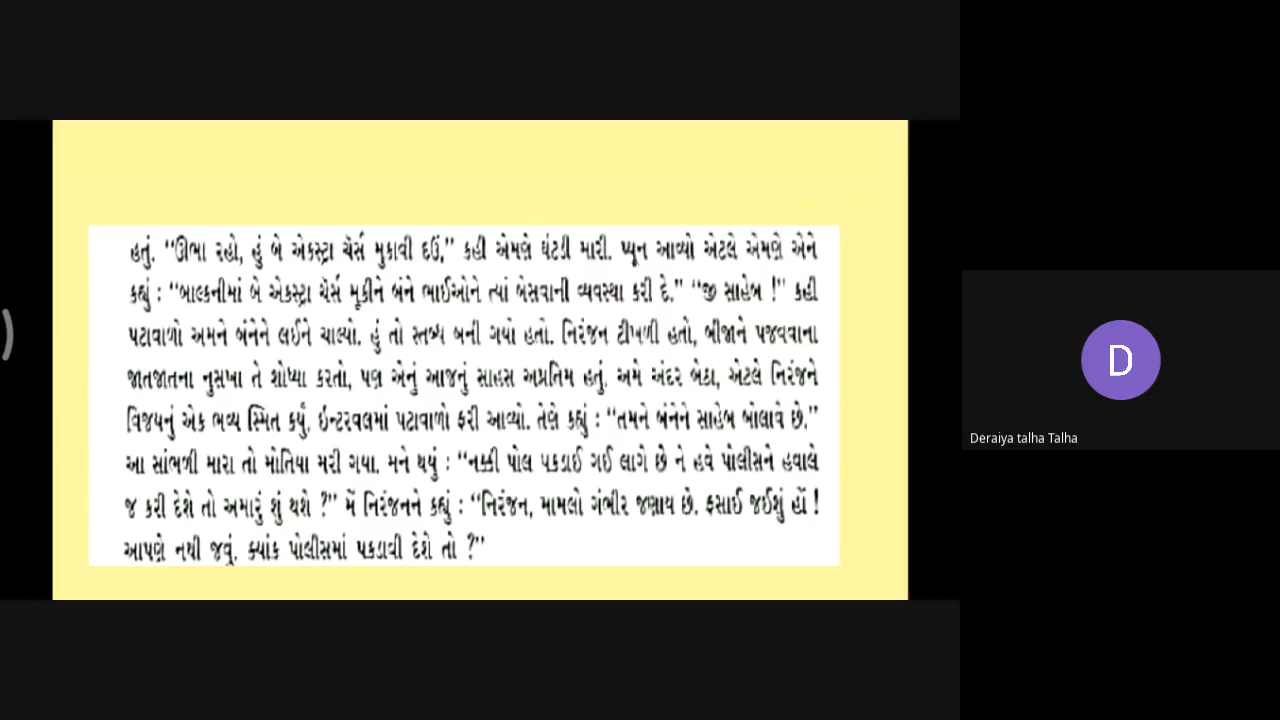 હતું. “ઊભા રહો, હું બે એકસ્ટ્રા ચૅર્સ મુકાવી દઉં,” કહી એમણે ઘંટડી મારી. પ્યૂન આવ્યો એટલે એમણે એને
કહ્યું : “બાલ્કનીમાં બે એકસ્ટ્રા ચૅર્સ મૂકીને બંને ભાઈઓને ત્યાં બેસવાની વ્યવસ્થા કરી દે.” “જી સાહેબ !” કહી
પટાવાળો અમને બંનેને લઈને ચાલ્યો. હું તો સ્તબ્ધ બની ગયો હતો. નિરંજન ટીખળી હતો, બીજાને પજવવાના
જાતજાતના નુસખા તે શોધ્યા કરતો, પણ એનું આજનું સાહસ અપ્રતિમ હતું. અમે અંદર બેઠા, એટલે નિરંજને
વિજયનું એક ભવ્ય સ્મિત કર્યું. ઇન્ટરવલમાં પટાવાળો ફરી આવ્યો. તેણે કહ્યું : “તમને બંનેને સાહેબ બોલાવે છે.”
આ સાંભળી મારા તો મોતિયા મરી ગયા. મને થયું : “નક્કી પોલ પકડાઈ ગઈ લાગે છે ને હવે પોલીસને હવાલે
જ કરી દેશે તો અમારું શું થશે ?” મેં નિરંજનને કહ્યું : “નિરંજન, મામલો ગંભીર જણાય છે. ફસાઈ જઈશું હોં !
આપણે નથી જવું. ક્યાંક પોલીસમાં પકડાવી દેશે તો ?”
D
Deraiya talha Talha